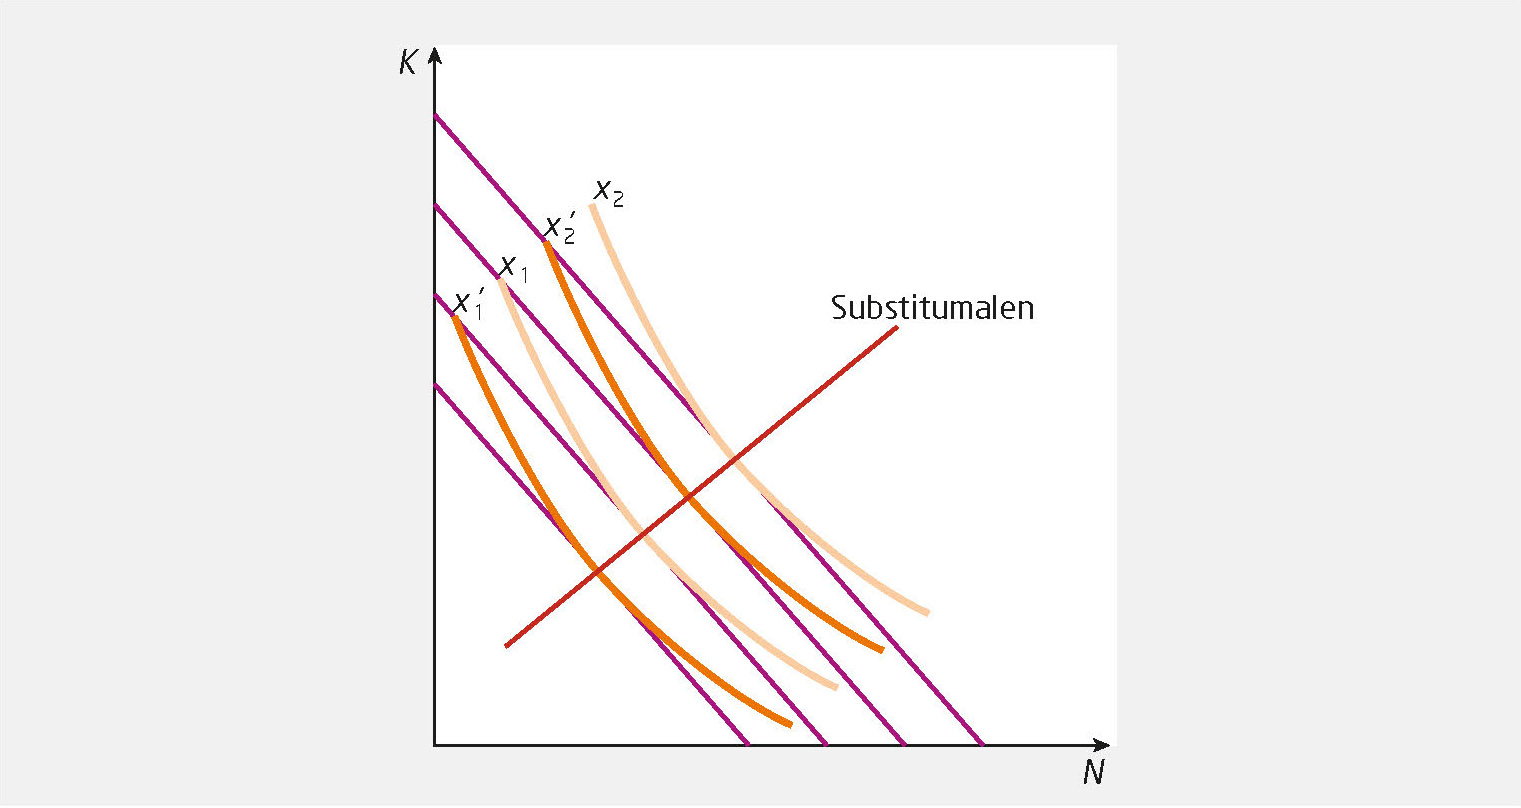 K
x₂
x₂′
x₁
x₁′
Substitumalen
N